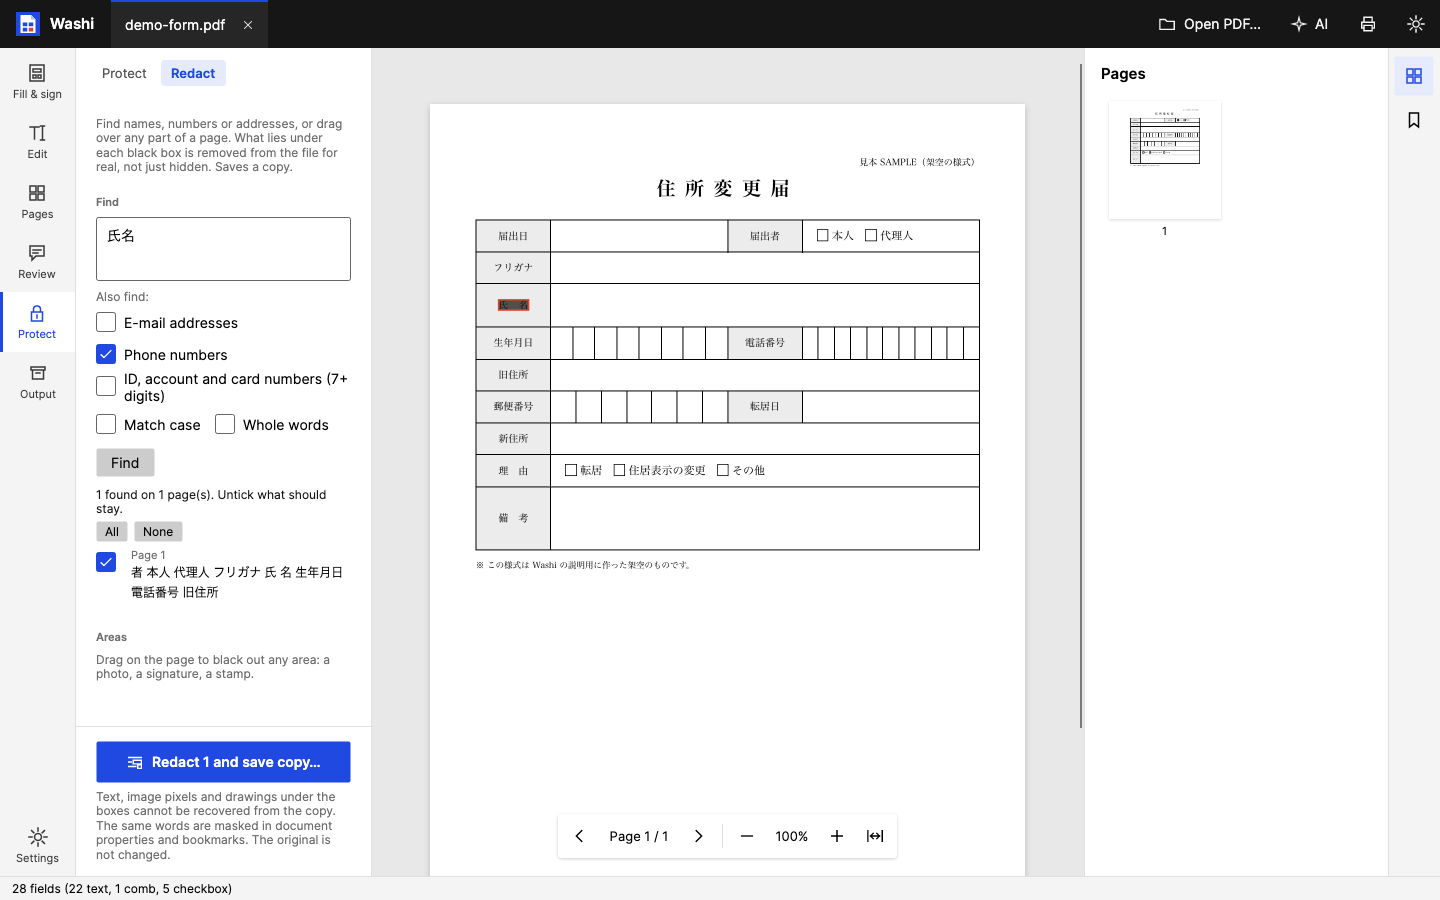 Washi
demo-form.pdf
Open PDF...
AI
Fill & sign
Edit
Pages
Review
Protect
Output
Settings
Protect
Redact
Find names, numbers or addresses, or drag
over any part of a page. What lies under
each black box is removed from the file for
real, not just hidden. Saves a copy.
Find
氏名
Also find:
E-mail addresses
Phone numbers
ID, account and card numbers (7+
digits)
Match case
Whole words
Find
1 found on 1 page(s). Untick what should
stay.
All
None
Page 1
者 本人 代理人 フリガナ 氏 名 生年月日
電話番号 旧住所
Areas
Drag on the page to black out any area: a
photo, a signature, a stamp.
Redact 1 and save copy...
Text, image pixels and drawings under the
boxes cannot be recovered from the copy.
The same words are masked in document
properties and bookmarks. The original is
not changed.
見本 SAMPLE（架空の様式）
住所変更届
届出日
届出者
本人
代理人
フリガナ
氏 名
生年月日
電話番号
旧住所
郵便番号
転居日
新住所
理 由
転居
住居表示の変更
その他
備 考
※ この様式は Washi の説明用に作った架空のものです。
Page 1 / 1
100%
Pages
1
28 fields (22 text, 1 comb, 5 checkbox)